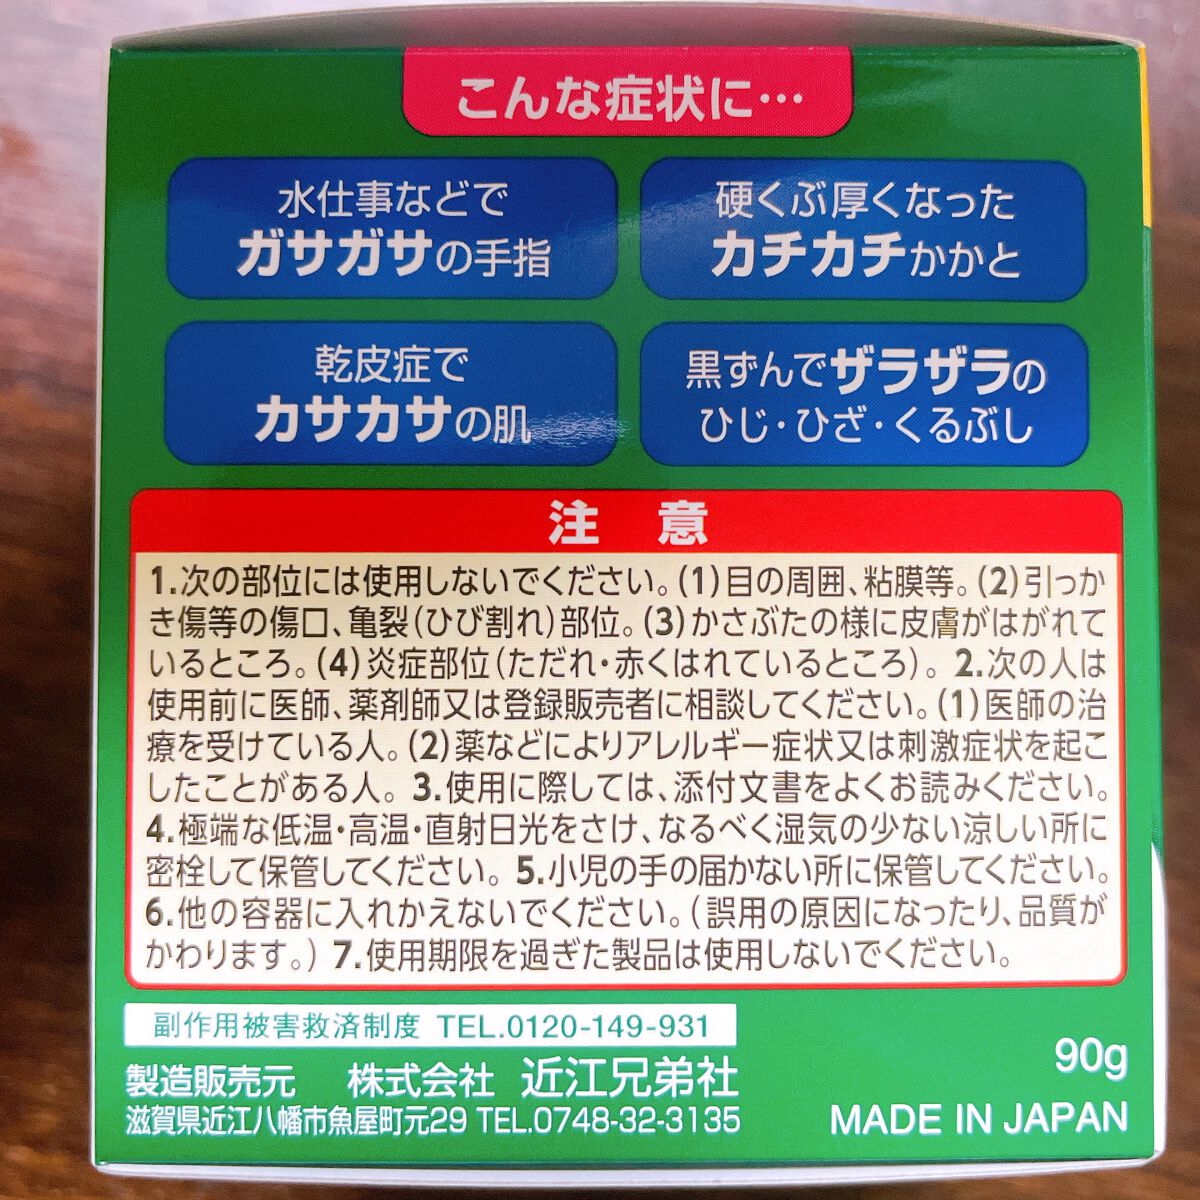 こんな症状に…
水仕事などで
ガサガサの手指
硬くぶ厚くなった
カチカチかかと
乾皮症で
カサカサの肌
黒ずんでザラザラの
ひじ・ひざ・くるぶし
注 意
1.次の部位には使用しないでください。(1)目の周囲、粘膜等。(2)引っか
き傷等の傷口、亀裂(ひび割れ)部位。(3)かさぶたの様に皮膚がはがれて
いるところ。(4)炎症部位(ただれ・赤くはれているところ)。2.次の人は
使用前に医師、薬剤師又は登録販売者に相談してください。(1)医師の治
療を受けている人。(2)薬などによりアレルギー症状又は刺激症状を起こ
したことがある人。3.使用に際しては、添付文書をよくお読みください。
4.極端な低温・高温・直射日光をさけ、なるべく湿気の少ない涼しい所に
密栓して保管してください。5.小児の手の届かない所に保管してください。
6.他の容器に入れかえないでください。(誤用の原因になったり、品質が
かわります。)7.使用期限を過ぎた製品は使用しないでください。
副作用被害救済制度 TEL.0120-149-931
製造販売元 株式会社 近江兄弟社
滋賀県近江八幡市魚屋町元29 TEL.0748-32-3135
90g
MADE IN JAPAN